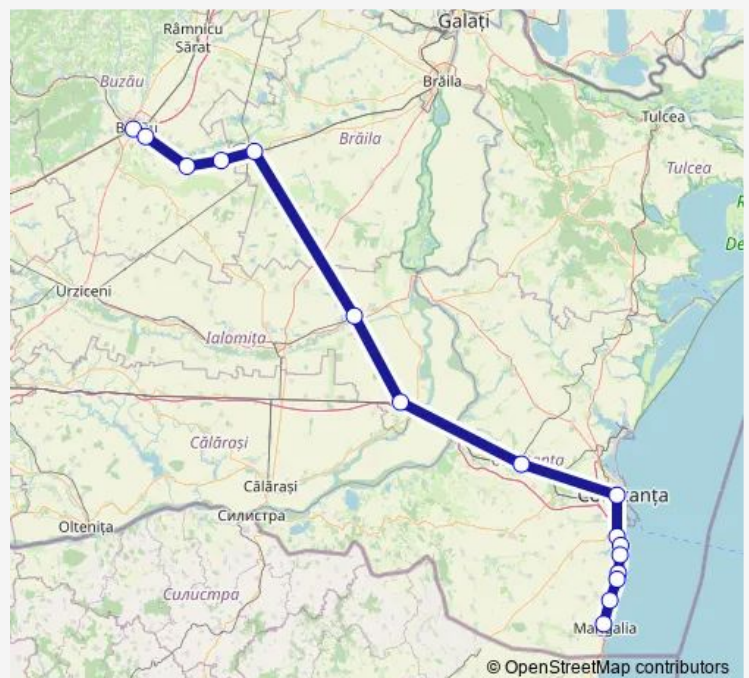 Galați
Râmnicu
Sărat
Buzău
Brăila
Tulcea
Brăila
Tulcea
Urziceni
Ialomița
Călărași
Călărași
Oltenița
Силистра
Силистра
Mangalia
© OpenStreetMap contributors